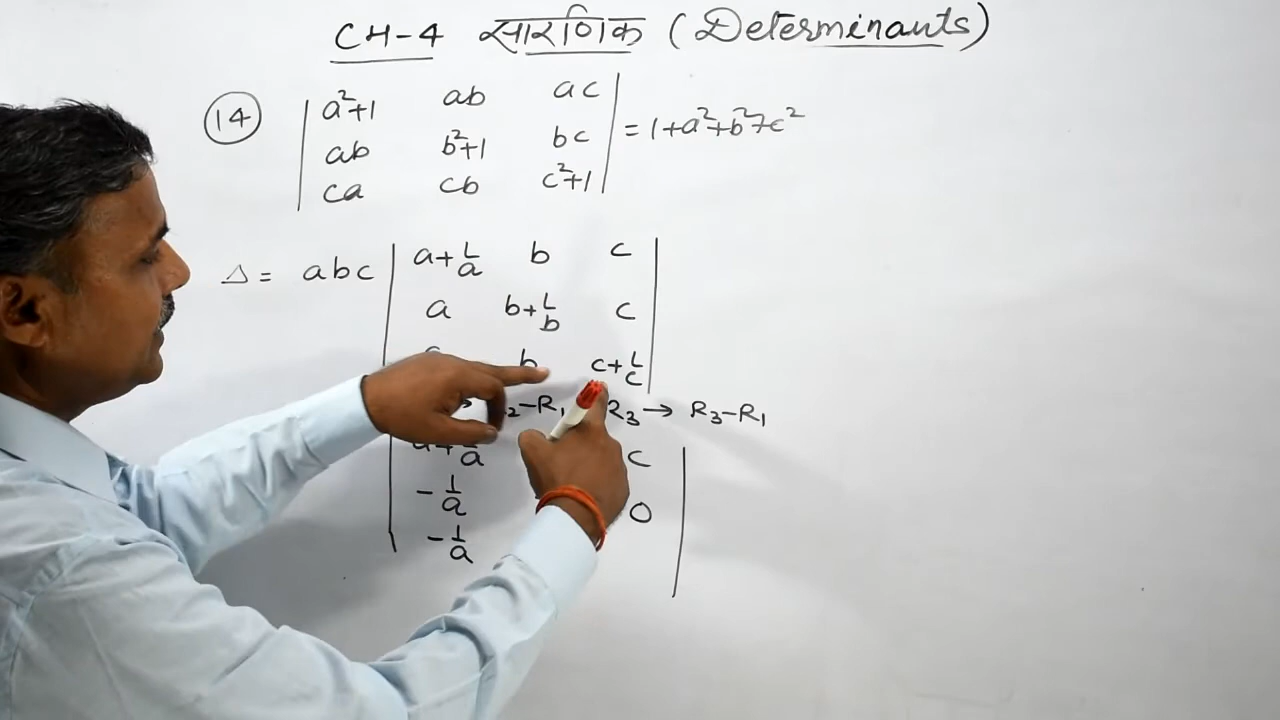 CH-4 सारणिक (Determinants)
14 | a²+1 ab ac |
| ab b²+1 bc | = 1+a²+b²+c²
| ca cb c²+1 |
Δ = abc | a+1/a b c |
| a b+1/b c |
b c+1/c |
→ R₂-R₁ R₃ → R₃-R₁
| a+1/a c |
| -1/a 0 |
| -1/a |